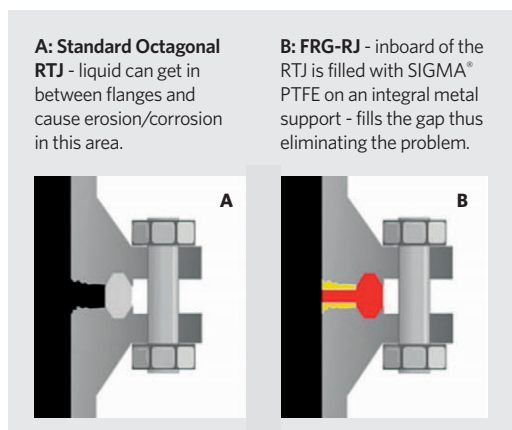 A: Standard Octagonal
RTJ - liquid can get in
between flanges and
cause erosion/corrosion
in this area.
B: FRG-RJ - inboard of the
RTJ is filled with SIGMA®
PTFE on an integral metal
support - fills the gap thus
eliminating the problem.
A
B